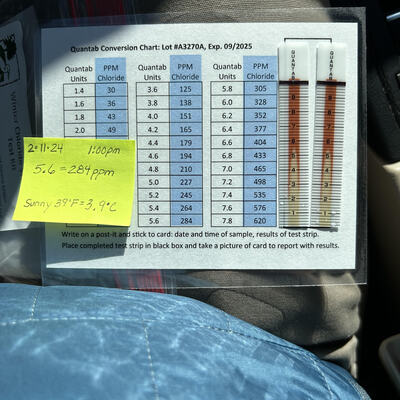 Quantab Conversion Chart: Lot #A3270A, Exp. 09/2025
Quantab Units PPM Chloride
1.4 30
1.6 36
1.8 43
2.0 49
Quantab Units PPM Chloride
3.6 125
3.8 138
4.0 151
4.2 165
4.4 179
4.6 194
4.8 210
5.0 227
5.2 245
5.4 264
5.6 284
Quantab Units PPM Chloride
5.8 305
6.0 328
6.2 352
6.4 377
6.6 404
6.8 433
7.0 465
7.2 498
7.4 535
7.6 576
7.8 620
QUANTAB
QUANTAB
2-11-24 1:00pm
5.6 = 284ppm
Sunny 39°F = 3.9°C
Write on a post-it and stick to card: date and time of sample, results of test strip.
Place completed test strip in black box and take a picture of card to report with results.